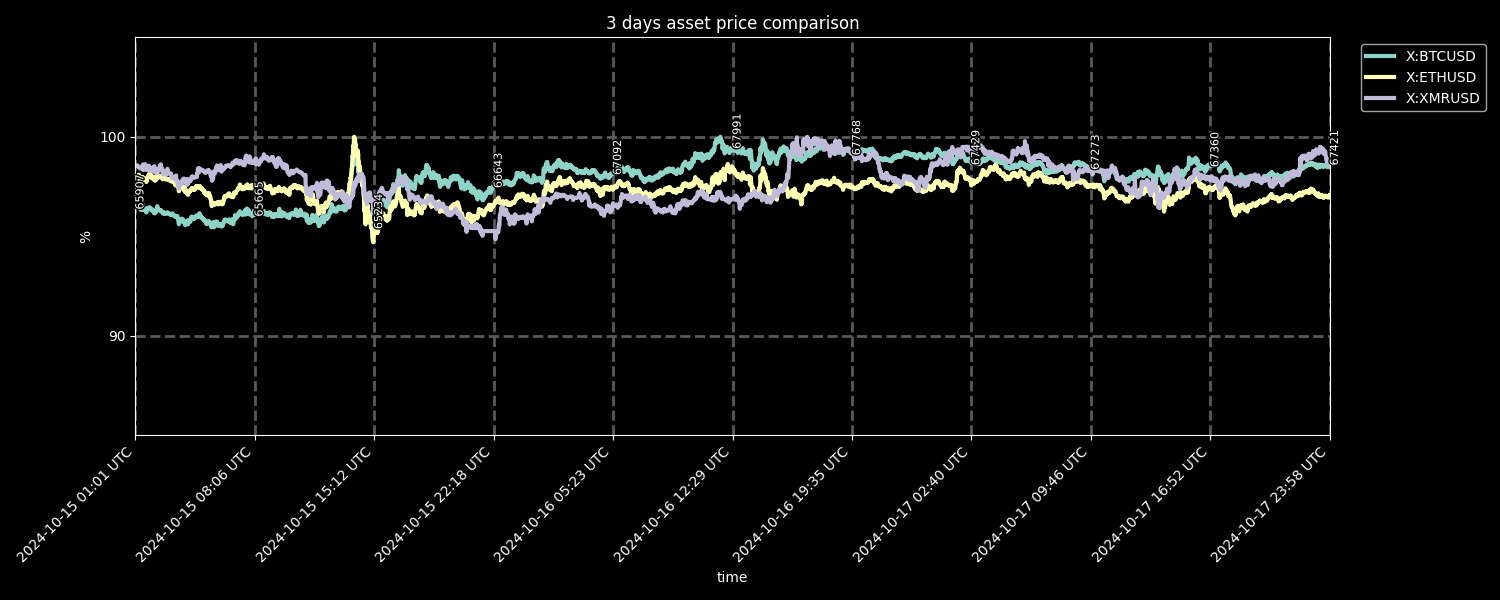 3 days asset price comparison
X:BTCUSD
X:ETHUSD
X:XMRUSD
100
90
%
65907
65665
65234
66643
67092
67991
67768
67429
67273
67360
67421
2024-10-15 01:01 UTC
2024-10-15 08:06 UTC
2024-10-15 15:12 UTC
2024-10-15 22:18 UTC
2024-10-16 05:23 UTC
2024-10-16 12:29 UTC
2024-10-16 19:35 UTC
2024-10-17 02:40 UTC
2024-10-17 09:46 UTC
2024-10-17 16:52 UTC
2024-10-17 23:58 UTC
time